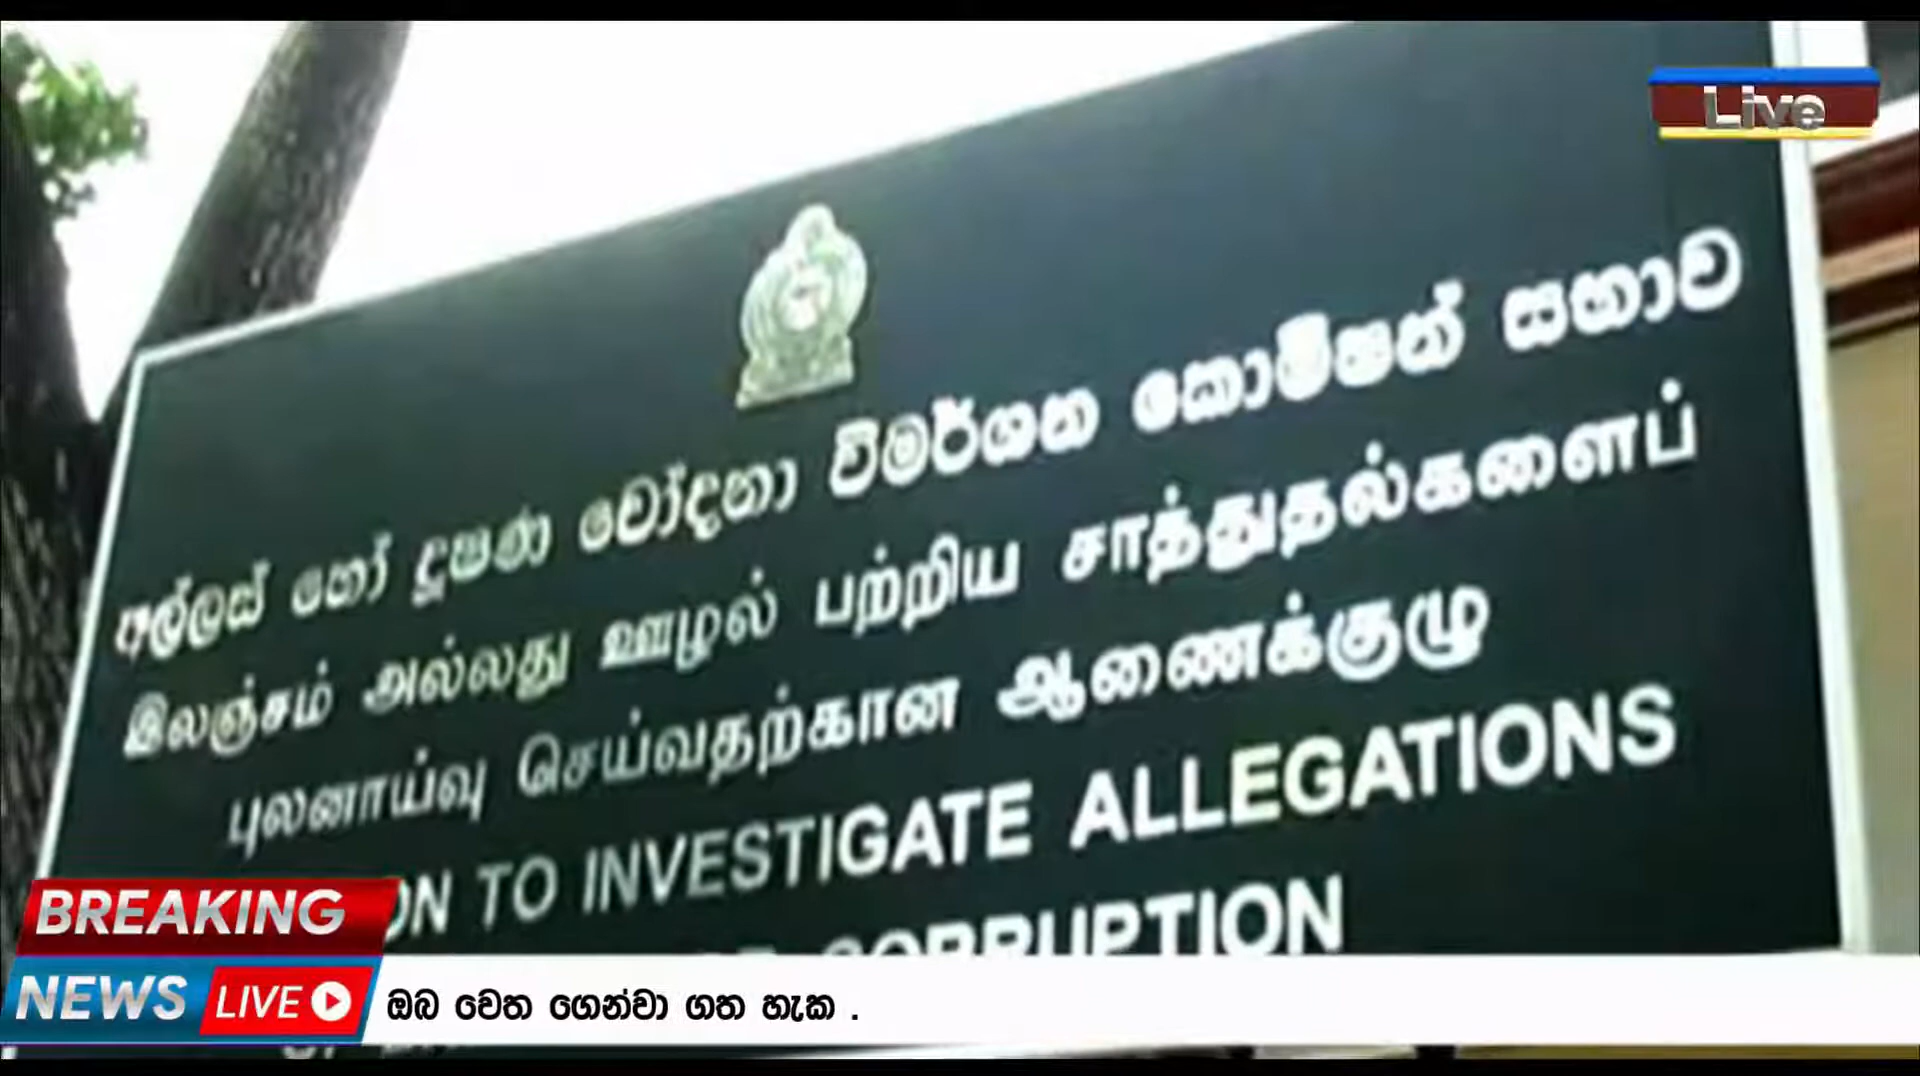 Live
අල්ලස් හෝ දූෂණ චෝදනා විමර්ශන කොමිෂන් සභාව
இலஞ்சம் அல்லது ஊழல் பற்றிய சாத்துதல்களைப்
புலனாய்வு செய்வதற்கான ஆணைக்குழு
ON TO INVESTIGATE ALLEGATIONS
CORRUPTION
BREAKING
NEWS LIVE
ඔබ වෙත ගෙන්වා ගත හැක .